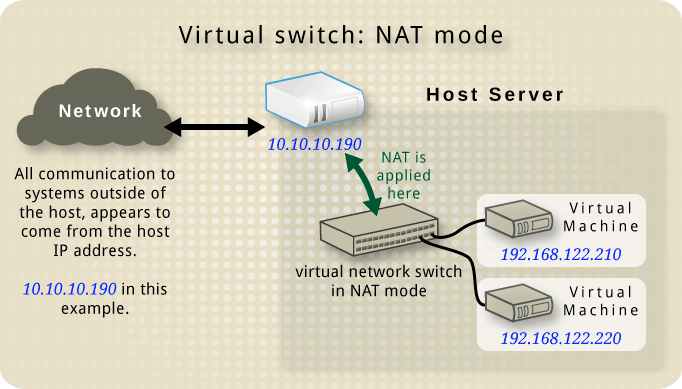 Virtual switch: NAT mode
Host Server
Network
10.10.10.190
NAT is
applied
here
All communication to
systems outside of
the host, appears to
come from the host
IP address.
10.10.10.190 in this
example.
virtual network switch
in NAT mode
Virtual
Machine
192.168.122.210
Virtual
Machine
192.168.122.220